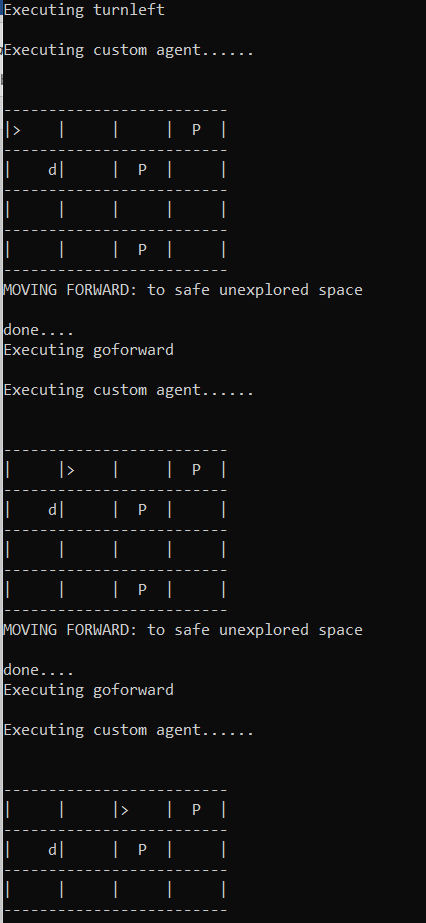 Executing turnleft
Executing custom agent......
-------------------------
|>    |     |     |  P  |
-------------------------
|    d|     |  P  |     |
-------------------------
|     |     |     |     |
-------------------------
|     |     |  P  |     |
-------------------------
MOVING FORWARD: to safe unexplored space
done....
Executing goforward
Executing custom agent......
-------------------------
|     |>    |     |  P  |
-------------------------
|    d|     |  P  |     |
-------------------------
|     |     |     |     |
-------------------------
|     |     |  P  |     |
-------------------------
MOVING FORWARD: to safe unexplored space
done....
Executing goforward
Executing custom agent......
-------------------------
|     |     |>    |  P  |
-------------------------
|    d|     |  P  |     |
-------------------------
|     |     |     |     |
-------------------------